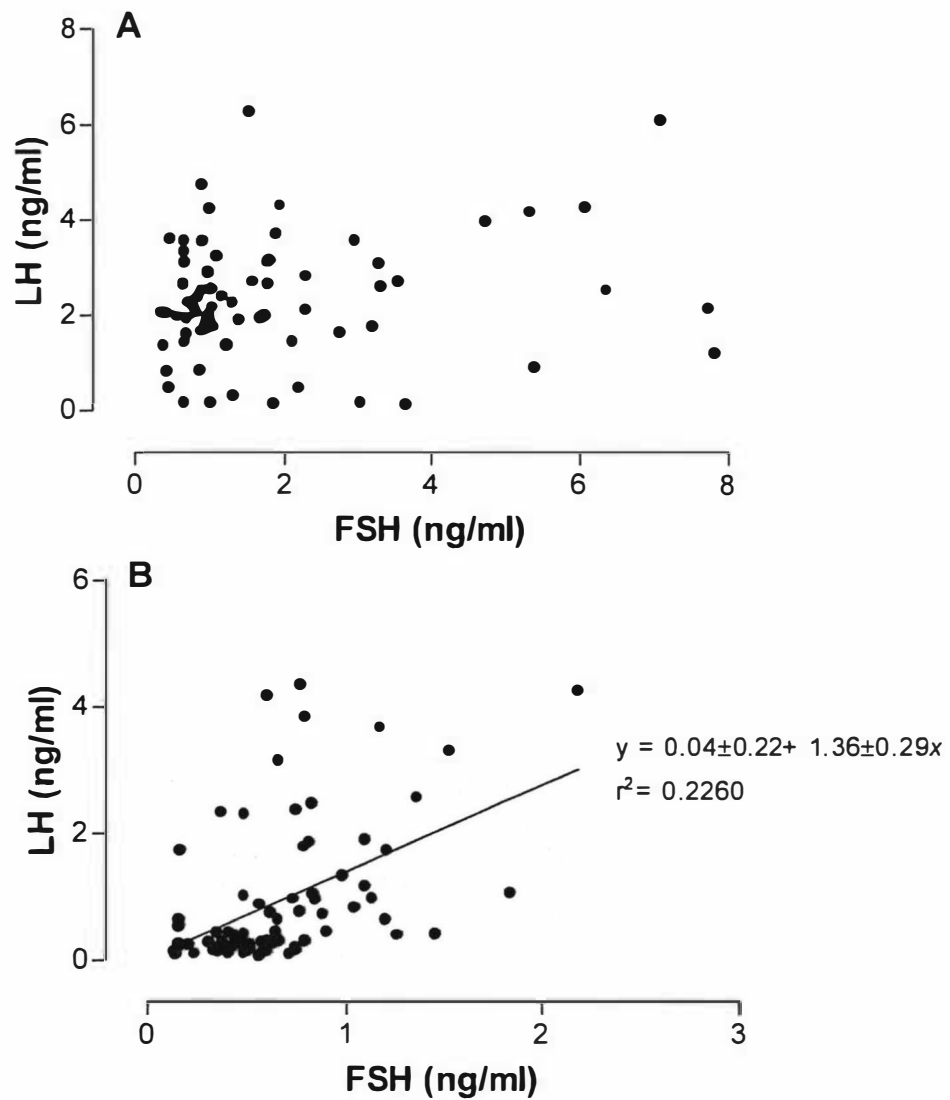 A
8
6
4
2
0
LH (ng/ml)
0 2 4 6 8
FSH (ng/ml)
B
6
4
2
0
LH (ng/ml)
y = 0.04±0.22+ 1.36±0.29x
r²= 0.2260
0 1 2 3
FSH (ng/ml)